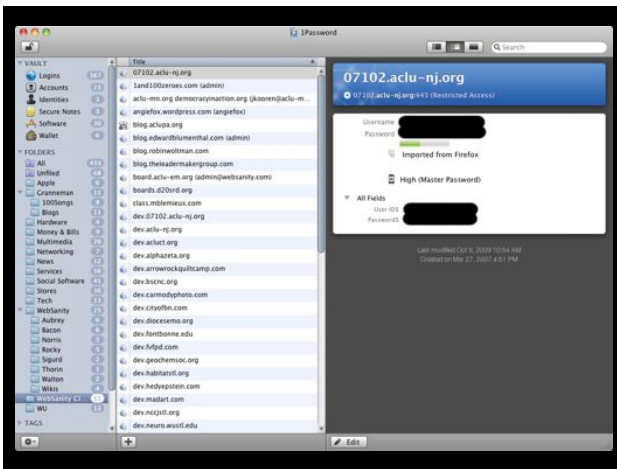 1Password
Search
VAULT
Logins
Accounts
Identities
Secure Notes
Software
Wallet
FOLDERS
All
Unfiled
Apple
Granneman
100Songs
Blogs
Hardware
Money & Bills
Multimedia
Networking
News
Services
Social Software
Stores
Tech
WebSanity
Aubrey
Bacon
Norris
Rocky
Sigurd
Thorin
Walton
Wikis
WebSanity Cl
WU
TAGS
Title
07102.aclu-nj.org
1and100zeroes.com (admin)
aclu-mn.org democracyinaction.org (jkooren@aclu-m...
angiefox.wordpress.com (angiefox)
blog.aclupa.org
blog.edwardblumenthal.com (admin)
blog.robinwoltman.com
blog.theleadermakergroup.com
board.aclu-em.org (admin@websanity.com)
boards.d20srd.org
class.mblemieux.com
dev.07102.aclu-nj.org
dev.aclu-nj.org
dev.acluct.org
dev.alphazeta.org
dev.arrowrockquiltcamp.com
dev.bscnc.org
dev.carmodyphoto.com
dev.cityofbn.com
dev.diocesemo.org
dev.fontbonne.edu
dev.fvfpd.com
dev.geochemsoc.org
dev.habitatstl.org
dev.hedyepstein.com
dev.madart.com
dev.nccjstl.org
dev.neuro.wustl.edu
07102.aclu-nj.org
07102.aclu-nj.org:443 (Restricted Access)
Username
Password
Imported from Firefox
High (Master Password)
All Fields
User IDS
PasswordS
Last modified Oct 9, 2009 10:54 AM
Created on Mar 27, 2007 4:51 PM
Edit